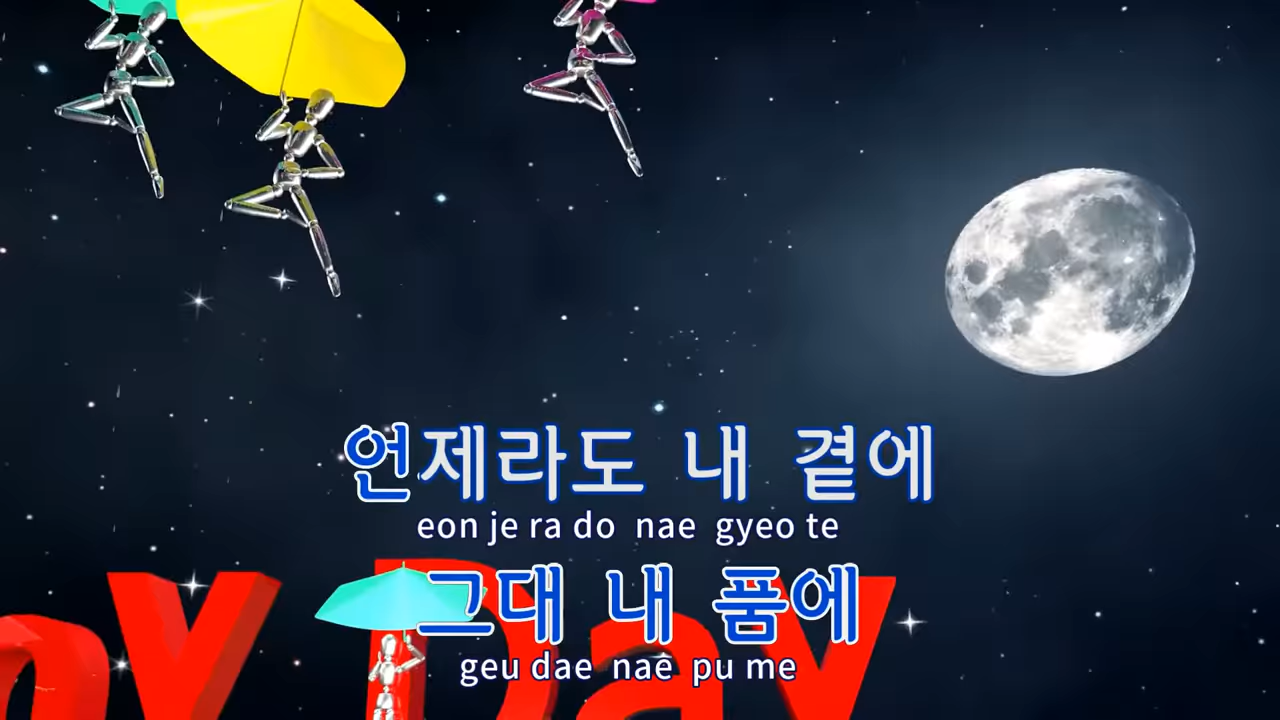 언제라도 내 곁에
eon je ra do nae gyeo te
그대 내 품에
geu dae nae pu me
y Day